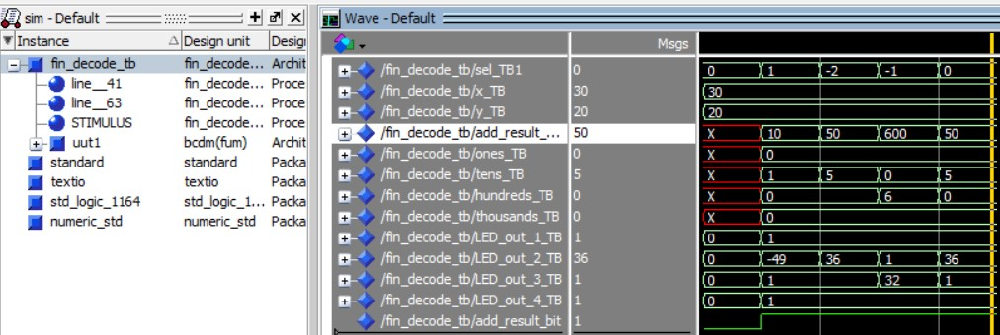 sim - Default
Instance Design unit Desigı
fin_decode_tb fin_decode... Archit
line__41 fin_decode... Proce
line__63 fin_decode... Proce
STIMULUS fin_decode... Proce
uut1 bcdm(fum) Archit
standard standard Packa
textio textio Packa
std_logic_1164 std_logic_1... Packa
numeric_std numeric_std Packa
Wave - Default
Msgs
/fin_decode_tb/sel_TB1 0 0 1 -2 -1 0
/fin_decode_tb/x_TB 30 30
/fin_decode_tb/y_TB 20 20
/fin_decode_tb/add_result_... 50 X 10 50 600 50
/fin_decode_tb/ones_TB 0 X 0
/fin_decode_tb/tens_TB 5 X 1 5 0 5
/fin_decode_tb/hundreds_TB 0 X 0 6 0
/fin_decode_tb/thousands_TB 0 X 0
/fin_decode_tb/LED_out_1_TB 1 0 1
/fin_decode_tb/LED_out_2_TB 36 0 -49 36 1 36
/fin_decode_tb/LED_out_3_TB 1 0 1 32 1
/fin_decode_tb/LED_out_4_TB 1 0 1
/fin_decode_tb/add_result_bit 1